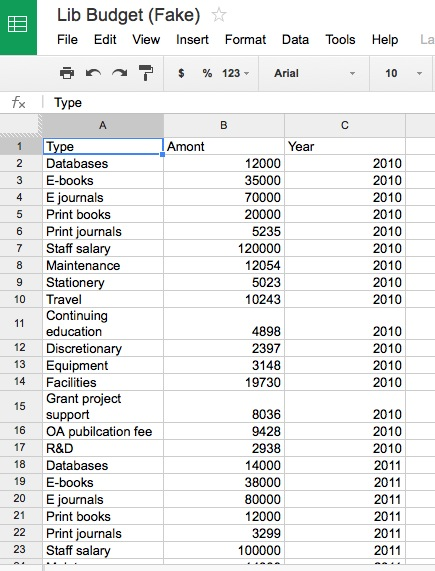 Lib Budget (Fake)
File Edit View Insert Format Data Tools Help La
$ % 123 Arial 10
fx Type
A B C
1 Type Amont Year
2 Databases 12000 2010
3 E-books 35000 2010
4 E journals 70000 2010
5 Print books 20000 2010
6 Print journals 5235 2010
7 Staff salary 120000 2010
8 Maintenance 12054 2010
9 Stationery 5023 2010
10 Travel 10243 2010
Continuing
11 education 4898 2010
12 Discretionary 2397 2010
13 Equipment 3148 2010
14 Facilities 19730 2010
Grant project
15 support 8036 2010
16 OA pubilcation fee 9428 2010
17 R&D 2938 2010
18 Databases 14000 2011
19 E-books 38000 2011
20 E journals 80000 2011
21 Print books 12000 2011
22 Print journals 3299 2011
23 Staff salary 100000 2011